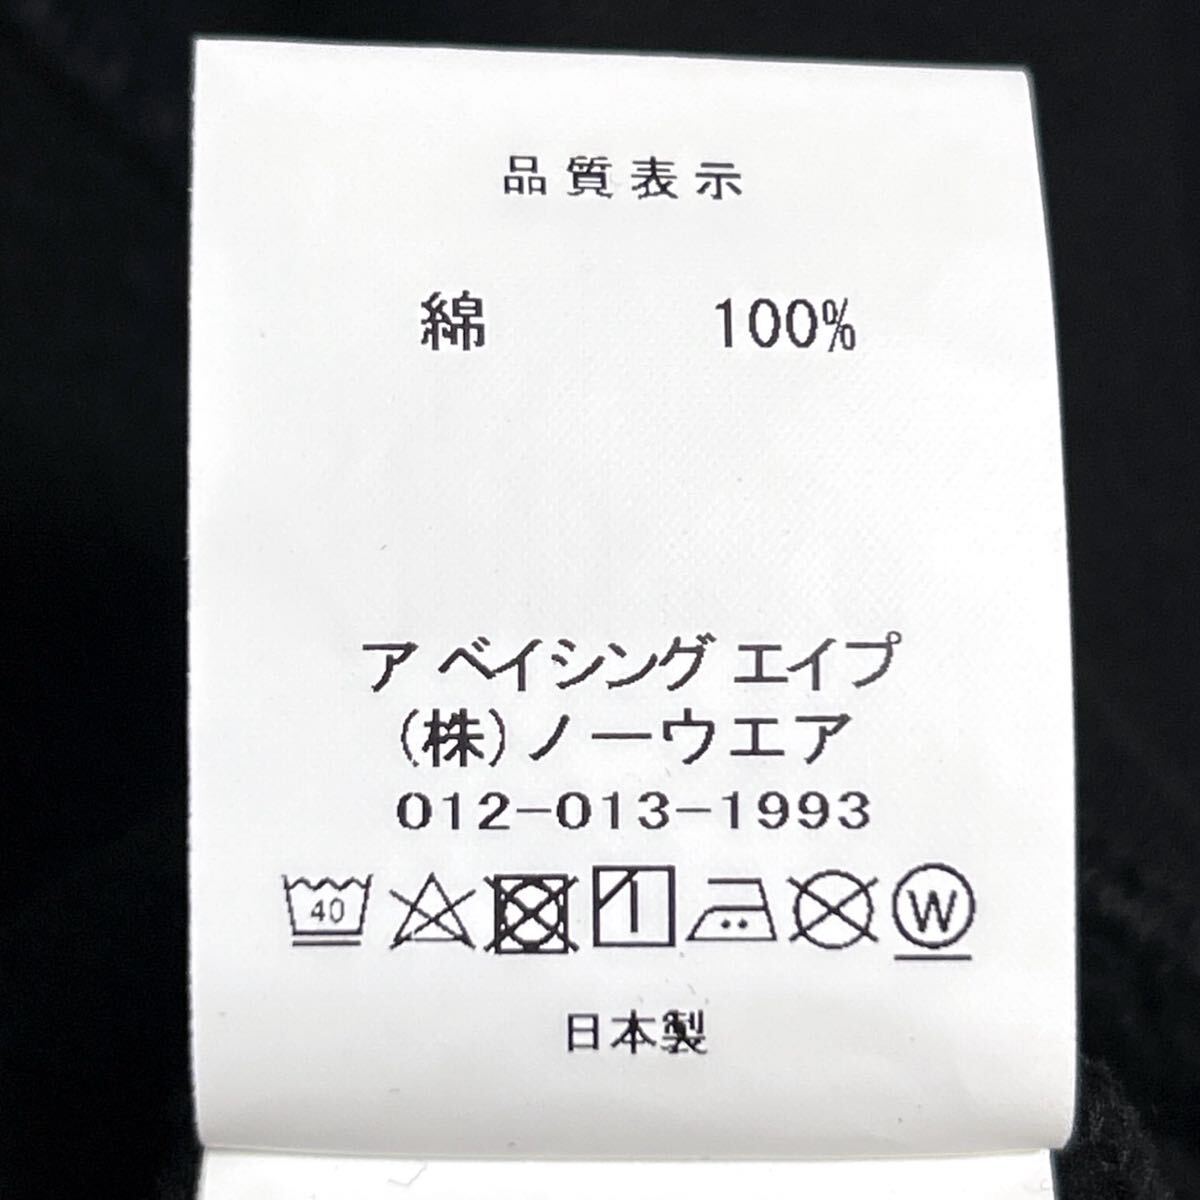 品質表示
綿 100%
ア ベイシング エイプ
(株)ノーウエア
012-013-1993
40 W
日本製